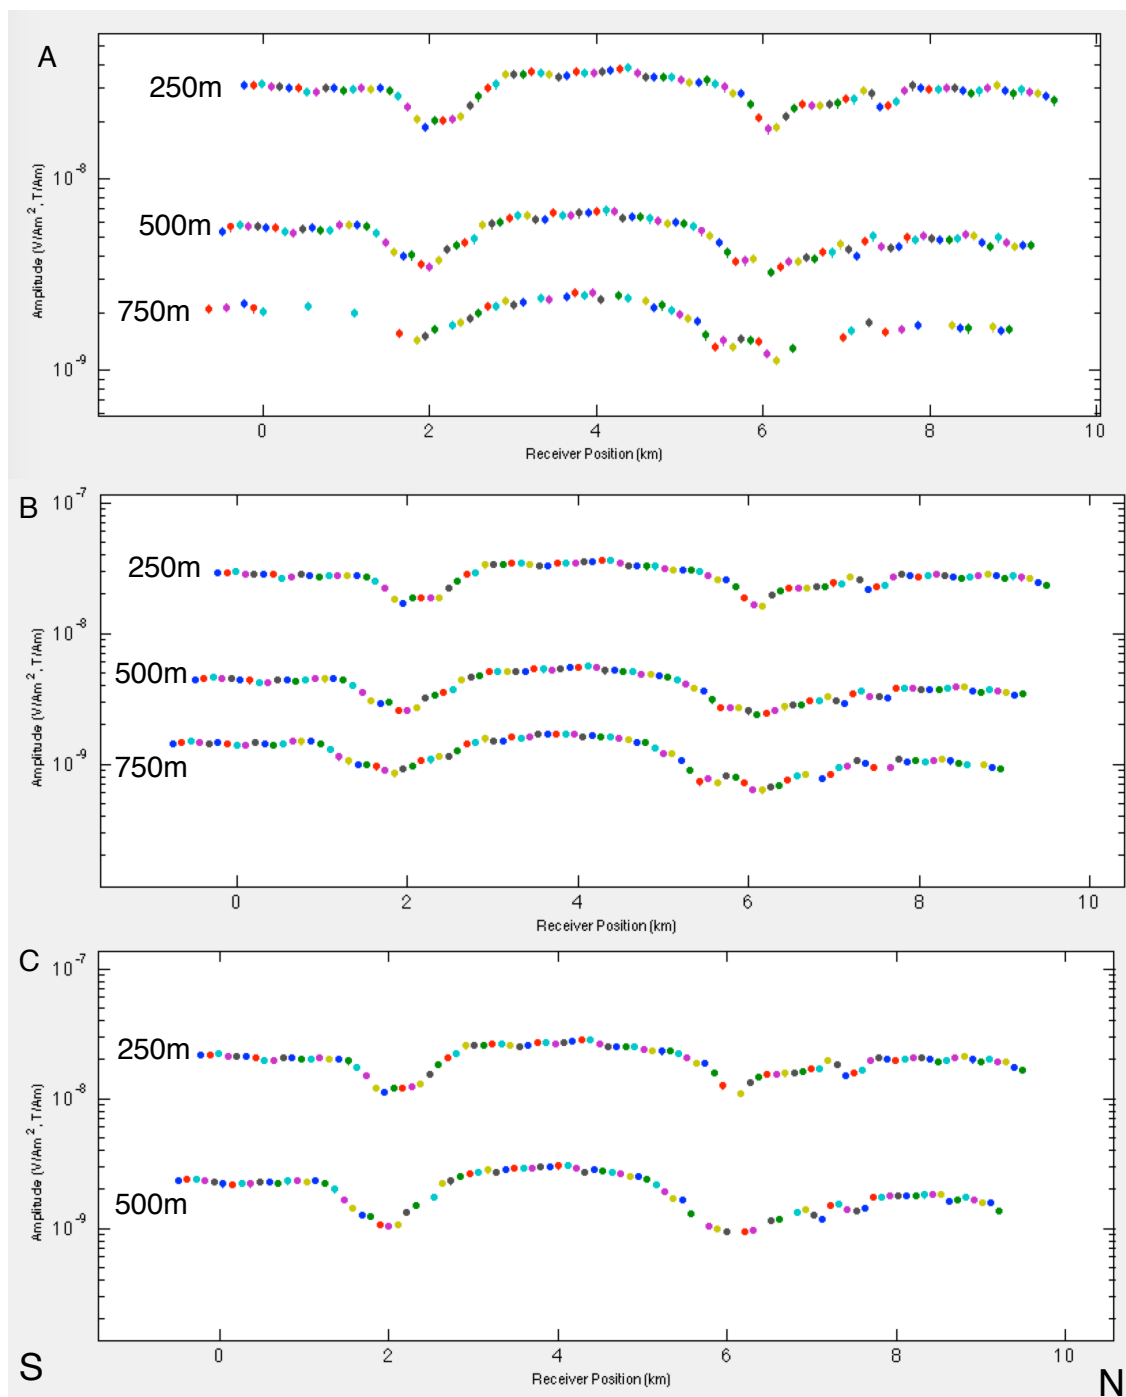 A
250m
500m
750m
10-8
10-9
Amplitude (V/Am2, T/Am)
0 2 4 6 8 10
Receiver Position (km)
B
10-7
250m
10-8
500m
10-9
750m
Amplitude (V/Am2, T/Am)
0 2 4 6 8 10
Receiver Position (km)
C
10-7
250m
10-8
500m
10-9
Amplitude (V/Am2, T/Am)
0 2 4 6 8 10
Receiver Position (km)
S N